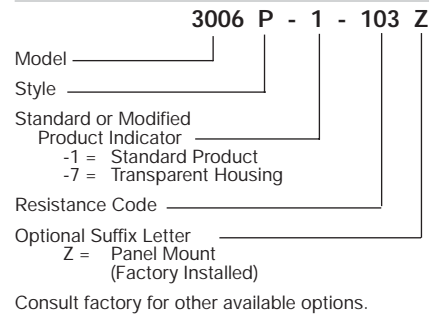 3006 P - 1 - 103 Z
Model
Style
Standard or Modified
Product Indicator
-1 = Standard Product
-7 = Transparent Housing
Resistance Code
Optional Suffix Letter
Z = Panel Mount
(Factory Installed)
Consult factory for other available options.